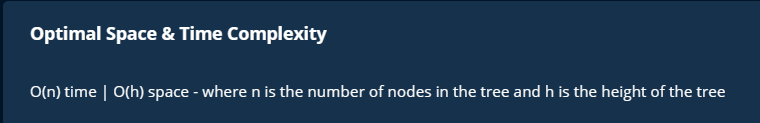 Optimal Space & Time Complexity
O(n) time | O(h) space - where n is the number of nodes in the tree and h is the height of the tree